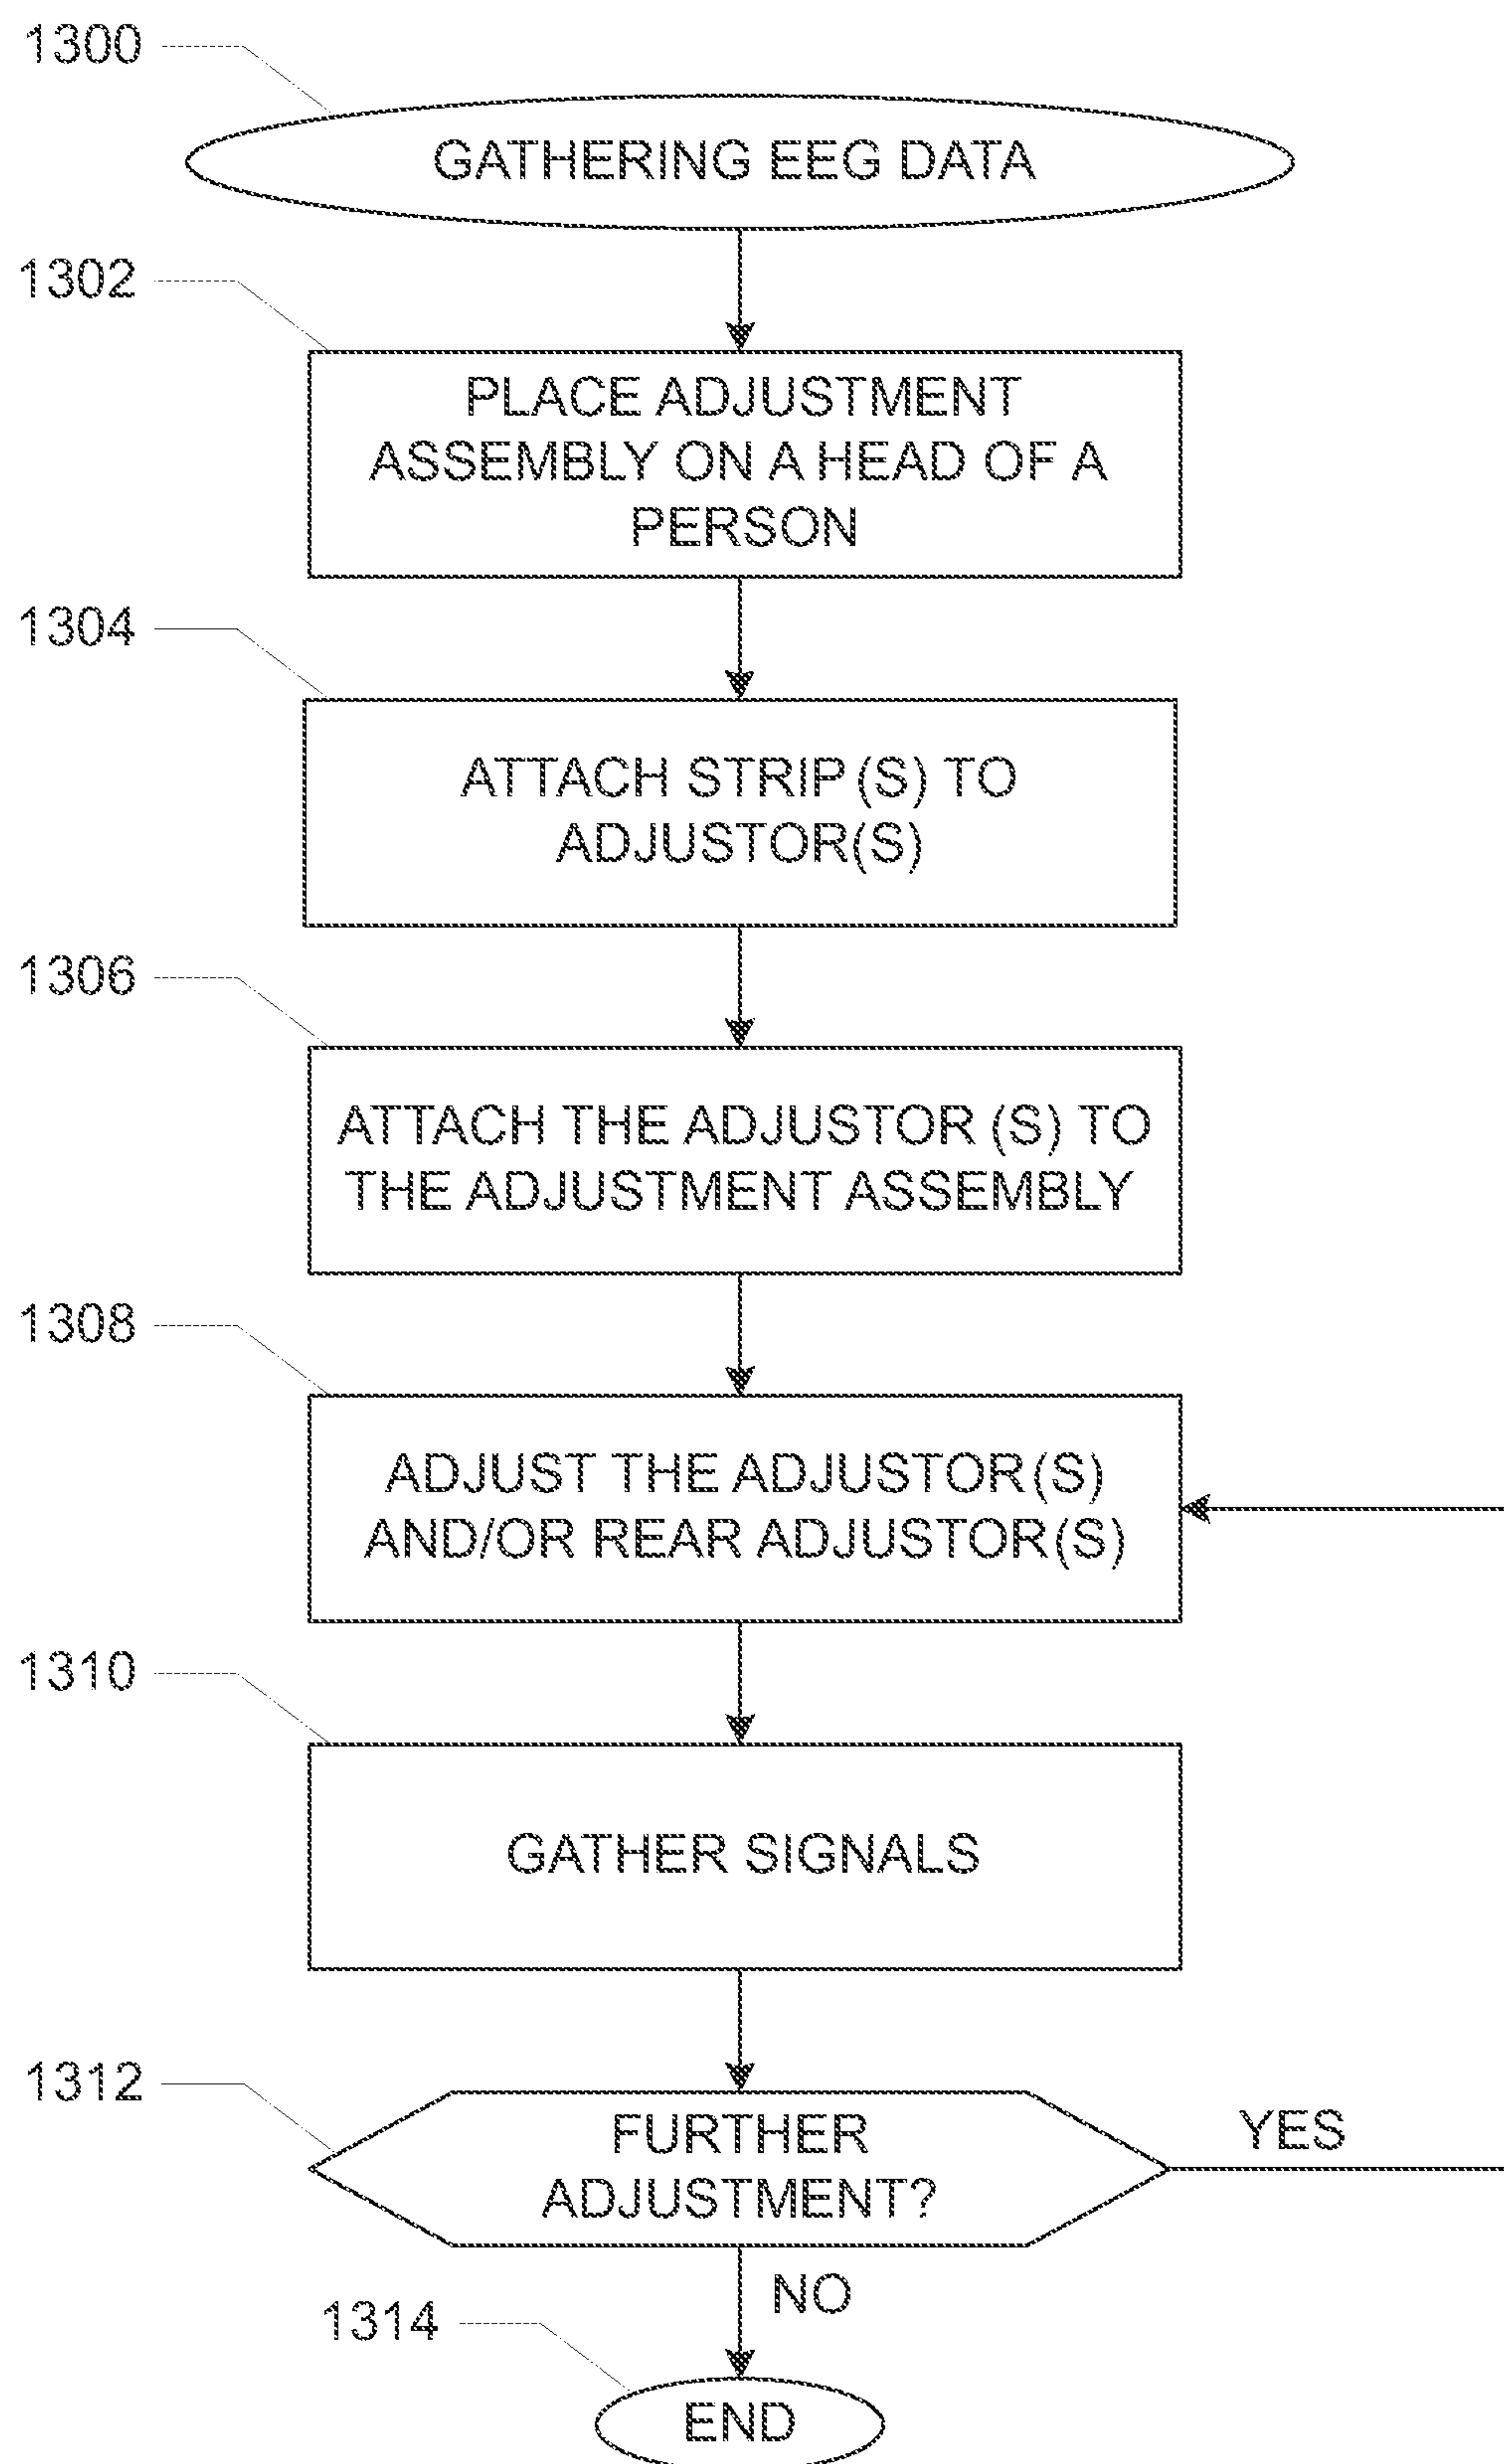 1300
GATHERING EEG DATA
1302
PLACE ADJUSTMENT
ASSEMBLY ON A HEAD OF A
PERSON
1304
ATTACH STRIP(S) TO
ADJUSTOR(S)
1306
ATTACH THE ADJUSTOR (S) TO
THE ADJUSTMENT ASSEMBLY
1308
ADJUST THE ADJUSTOR(S)
AND/OR REAR ADJUSTOR(S)
1310
GATHER SIGNALS
1312
FURTHER
ADJUSTMENT?
YES
NO
1314
END